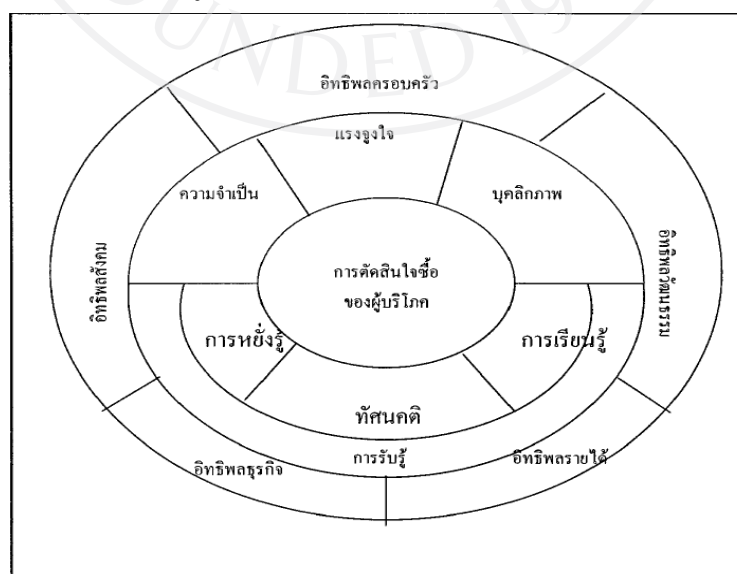 OUNDED 19
อิทธิพลครอบครัว
แรงจูงใจ
ความจำเป็น
บุคลิกภาพ
อิทธิพลสังคม
อิทธิพลวัฒนธรรม
การตัดสินใจซื้อ
ของผู้บริโภค
การหยั่งรู้
การเรียนรู้
ทัศนคติ
การรับรู้
อิทธิพลธุรกิจ
อิทธิพลรายได้